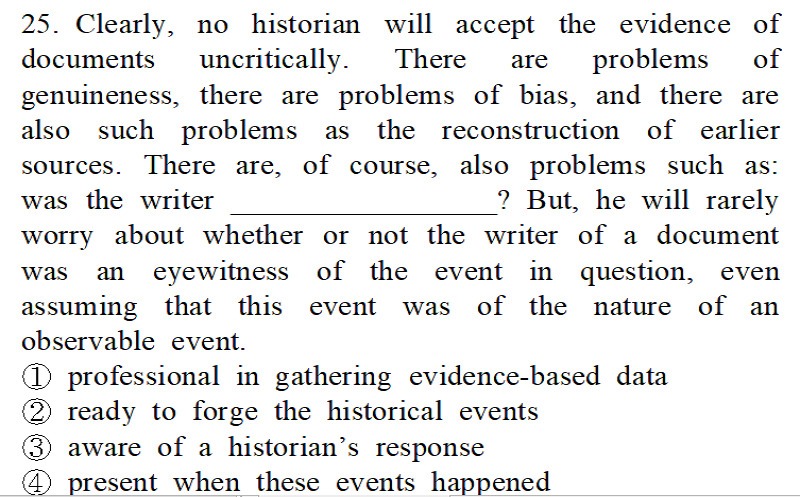 25. Clearly, no historian will accept the evidence of
documents uncritically. There are problems of
genuineness, there are problems of bias, and there are
also such problems as the reconstruction of earlier
sources. There are, of course, also problems such as:
was the writer ___________________? But, he will rarely
worry about whether or not the writer of a document
was an eyewitness of the event in question, even
assuming that this event was of the nature of an
observable event.
① professional in gathering evidence-based data
② ready to forge the historical events
③ aware of a historian's response
④ present when these events happened